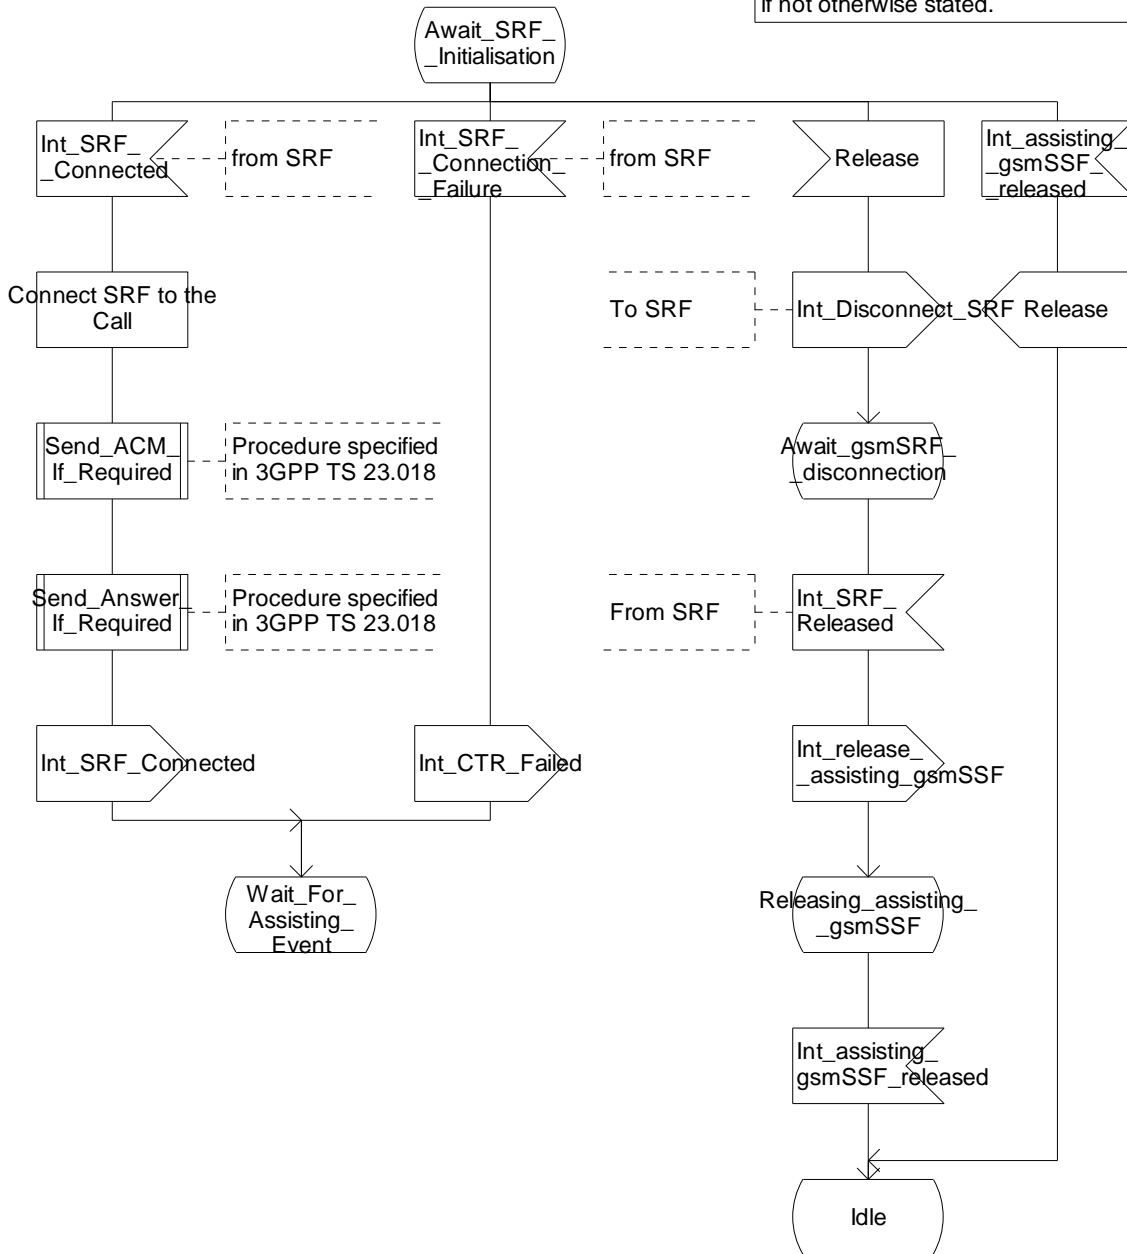 if not otherwise stated.
Await_SRF_
_Initialisation
Int_SRF_
_Connected
from SRF
Int_SRF_
_Connection_
_Failure
from SRF
Release
Int_assisting_
_gsmSSF_
_released
Connect SRF to the
Call
To SRF
Int_Disconnect_SRF
Release
Send_ACM_
If_Required
Procedure specified
in 3GPP TS 23.018
Await_gsmSRF_
_disconnection
Send_Answer_
If_Required
Procedure specified
in 3GPP TS 23.018
From SRF
Int_SRF_
Released
Int_SRF_Connected
Int_CTR_Failed
Int_release_
_assisting_gsmSSF
Wait_For_
Assisting_
Event
Releasing_assisting_
_gsmSSF
Int_assisting_
gsmSSF_released
Idle